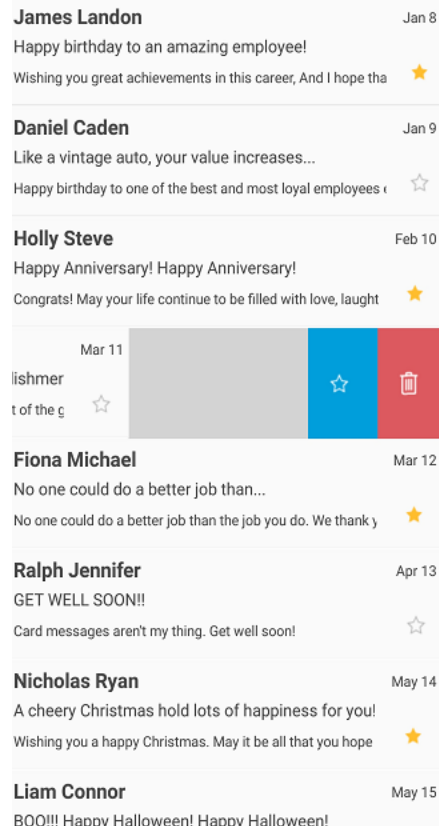 James Landon
Jan 8
Happy birthday to an amazing employee!
Wishing you great achievements in this career, And I hope tha
Daniel Caden
Jan 9
Like a vintage auto, your value increases...
Happy birthday to one of the best and most loyal employees
Holly Steve
Feb 10
Happy Anniversary! Happy Anniversary!
Congrats! May your life continue to be filled with love, laught
Mar 11
lishmer
t of the g
Fiona Michael
Mar 12
No one could do a better job than...
No one could do a better job than the job you do. We thank y
Ralph Jennifer
Apr 13
GET WELL SOON!!
Card messages aren't my thing. Get well soon!
Nicholas Ryan
May 14
A cheery Christmas hold lots of happiness for you!
Wishing you a happy Christmas. May it be all that you hope
Liam Connor
May 15
BOO!!! Happy Halloween! Happy Halloween!